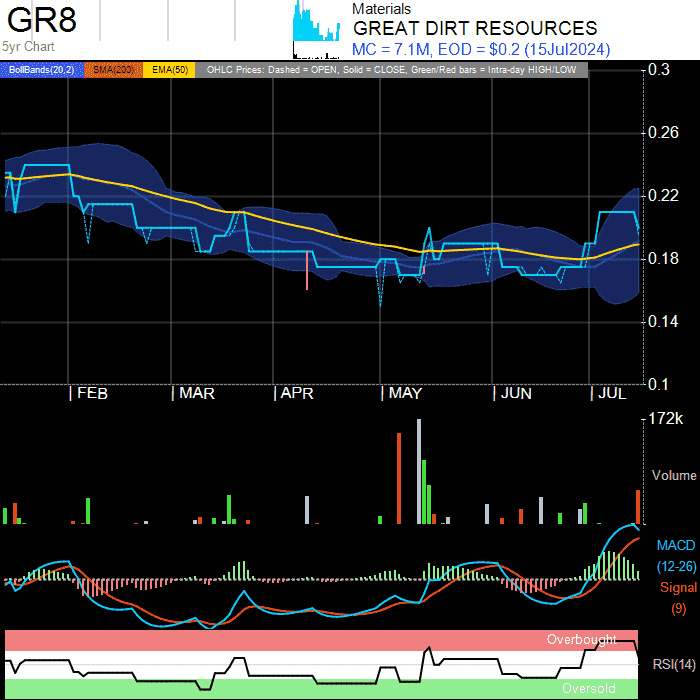 GR8
5yr Chart
Materials
GREAT DIRT RESOURCES
MC = 7.1M, EOD = $0.2 (15Jul2024)
BollBands(20,2) SMA(200) EMA(50) OHLC Prices: Dashed = OPEN, Solid = CLOSE, Green/Red bars = Intra-day HIGH/LOW
0.3
0.26
0.22
0.18
0.14
0.1
| FEB | MAR | APR | MAY | JUN | JUL
172k
Volume
MACD
(12-26)
Signal
(9)
Overbought
RSI(14)
Oversold